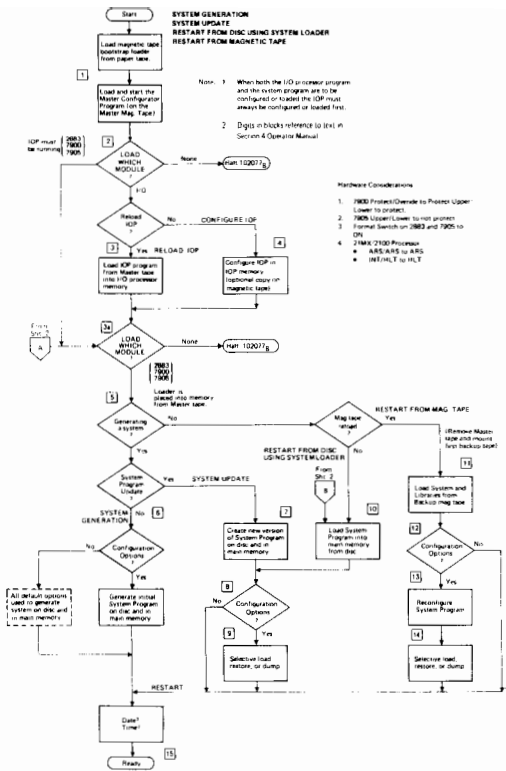 Start
SYSTEM GENERATION
SYSTEM UPDATE
RESTART FROM DISC USING SYSTEM LOADER
RESTART FROM MAGNETIC TAPE
Load magnetic tape
bootstrap loader
from paper tape.
1.
Load and start the
Master Configurator
Program (on the
Master Mag. Tape)
Note. 1 When both the I/O processor program
and the system program are to be
configured or loaded the IOP must
always be configured or loaded first.
2 Digits in blocks reference to text in
Section 4 Operator Manual
IOP must
be running
2883
7900
7905
2
LOAD
WHICH
MODULE
?
None
Halt 102077B
I/O
Hardware Considerations
1. 7900 Protect/Override to Protect Upper
Lower to protect.
2. 7905 Upper/Lower to not protect
3 Format Switch on 2883 and 7905 to
ON
4 21MX/2100 Processor
• ARS/ARS to ARS
• INT/HLT to HLT
Reload
IOP
?
No
CONFIGURE IOP
3
Yes
RELOAD IOP
4
Load IOP program
from Master tape
into I/O processor
memory
Configure IOP in
IOP memory
(optional copy on
magnetic tape)
From
Sht. 2
A
3a
LOAD
WHICH
MODULE
?
None
Halt 102077B
2883
7900
7905
Loader is
placed into memory
from Master tape.
5
Generating
a system
?
No
Mag tape
reload
?
RESTART FROM MAG TAPE
Yes
(Remove Master
tape and mount
first backup tape)
RESTART FROM DISC
USING SYSTEM LOADER
No
Yes
From
Sht. 2
11
System
Program
Update
?
Yes
SYSTEM UPDATE
7
10
Load System and
Libraries from
Backup mag tape
SYSTEM
GENERATION
No
6
Create new version
of System Program
on disc and in
main memory
Load System
Program into
main memory
from disc
12
No
Configuration
Options
?
8
Configuration
Options
?
No
Yes
13
All default options
used to generate
system on disc and
in main memory
Yes
Generate initial
System Program
on disc and in
main memory
No
Configuration
Options
?
Reconfigure
System Program
9
Yes
14
Selective load
restore, or dump
Selective load,
restore, or dump
RESTART
Date?
Time?
15.
Ready